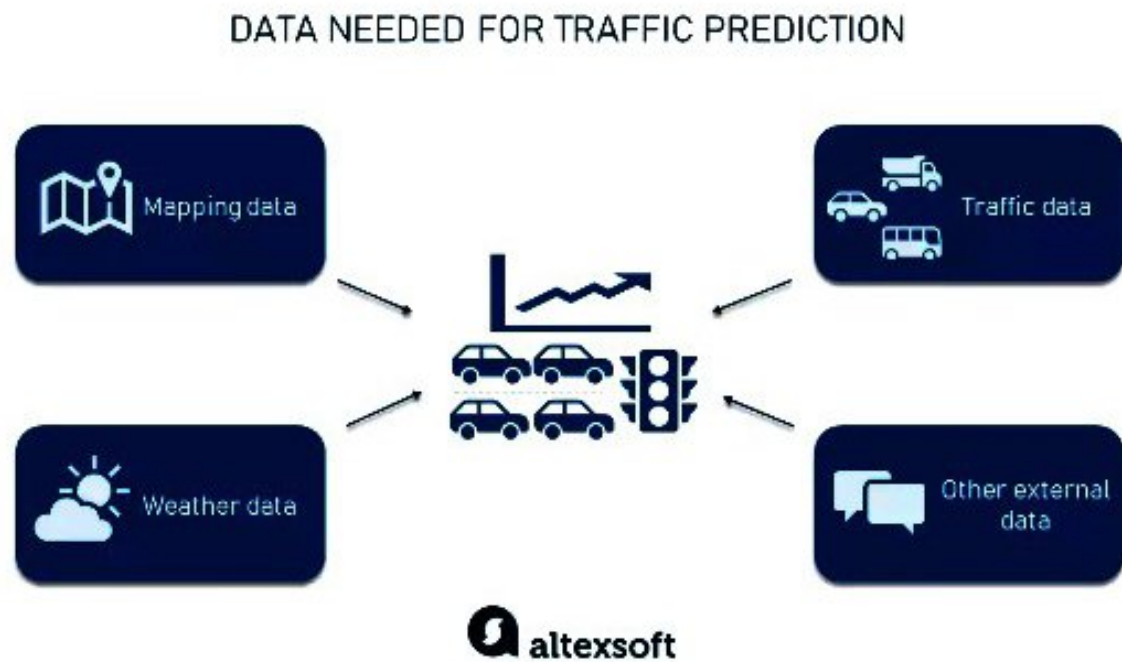 DATA NEEDED FOR TRAFFIC PREDICTION
Mapping data
Traffic data
Weather data
Other external
data
altexsoft